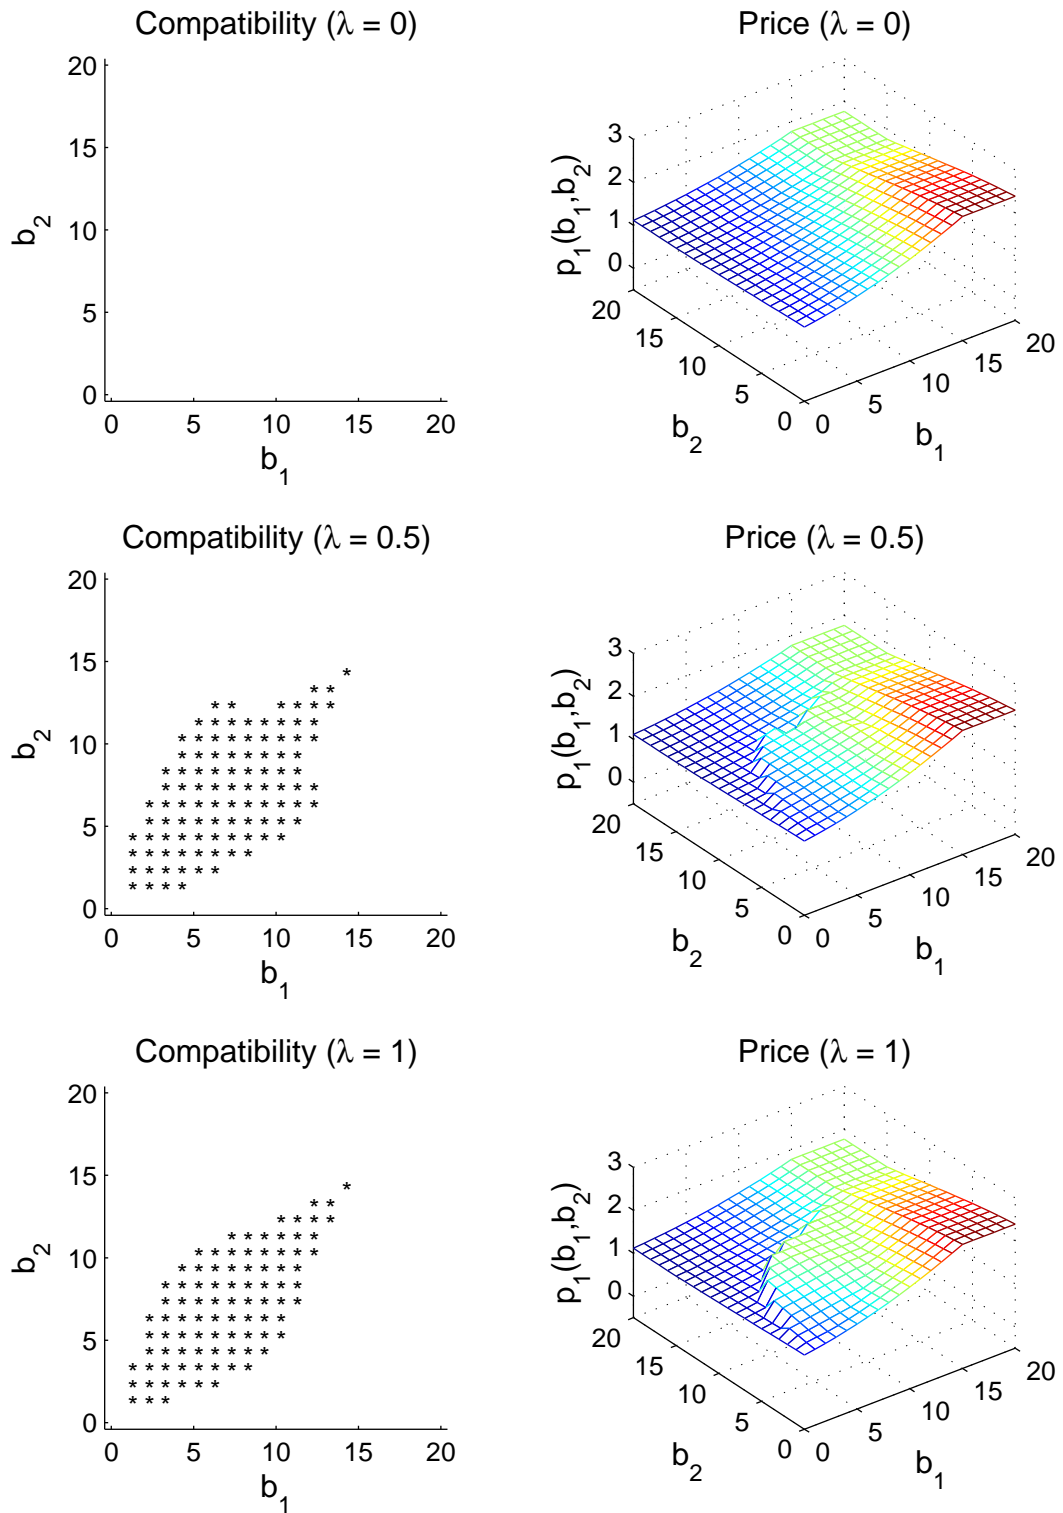 Compatibility (λ = 0)
20
15
10
5
0
b2
0 5 10 15 20
b1
Price (λ = 0)
3
2
1
0
p1(b1,b2)
20
15
10
5
0
b2
0
5
10
15
20
b1
Compatibility (λ = 0.5)
20
15
10
5
0
b2
0 5 10 15 20
b1
Price (λ = 0.5)
3
2
1
0
p1(b1,b2)
20
15
10
5
0
b2
0
5
10
15
20
b1
Compatibility (λ = 1)
20
15
10
5
0
b2
0 5 10 15 20
b1
Price (λ = 1)
3
2
1
0
p1(b1,b2)
20
15
10
5
0
b2
0
5
10
15
20
b1